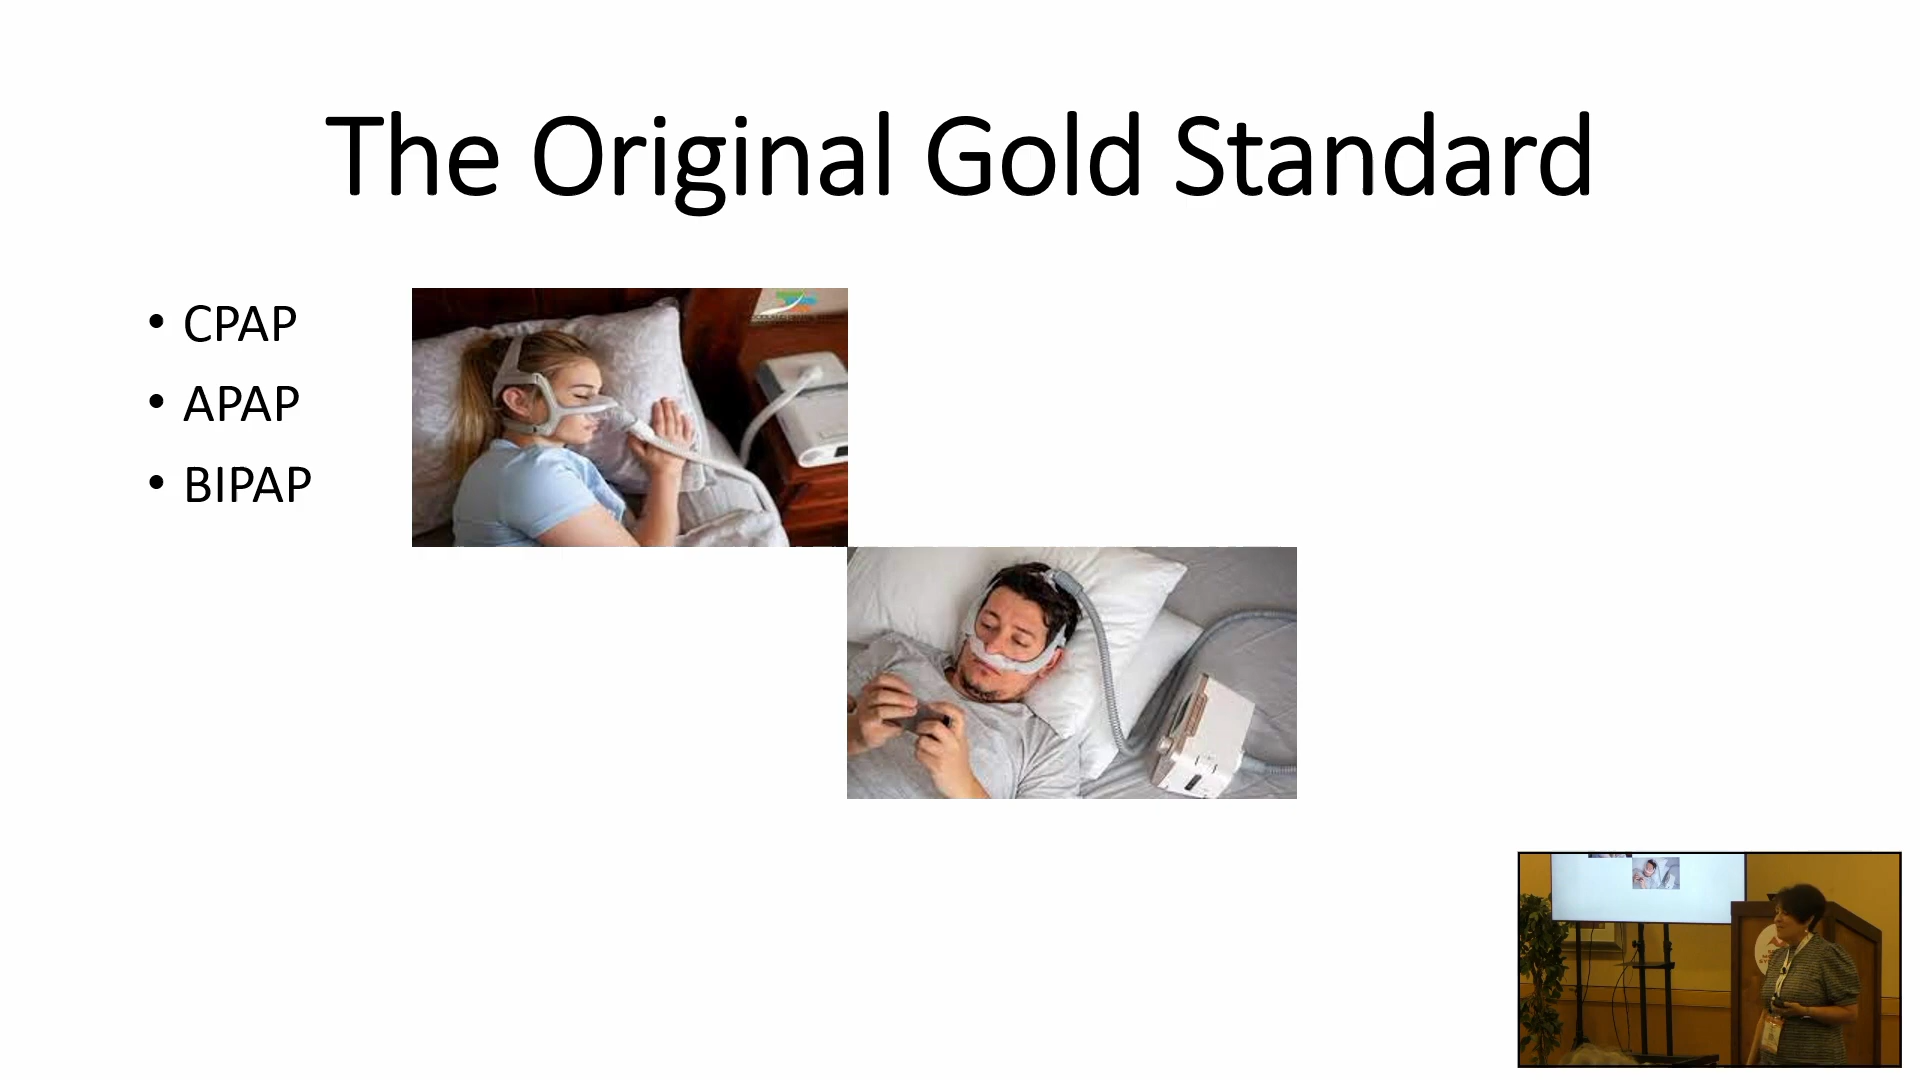 The Original Gold Standard
• CPAP
• APAP
• BIPAP